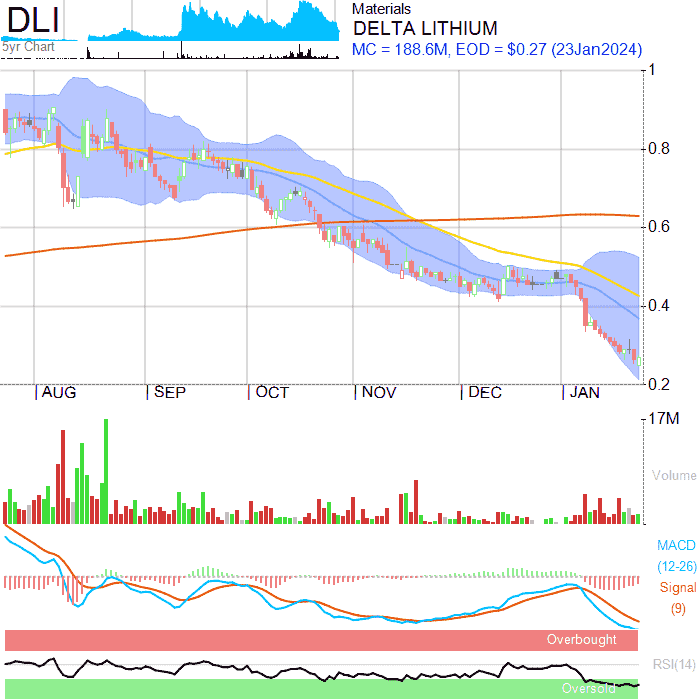 DLI
5yr Chart
Materials
DELTA LITHIUM
MC = 188.6M, EOD = $0.27 (23Jan2024)
1
0.8
0.6
0.4
0.2
AUG SEP OCT NOV DEC JAN
17M
Volume
MACD
(12-26)
Signal
(9)
Overbought
RSI(14)
Oversold